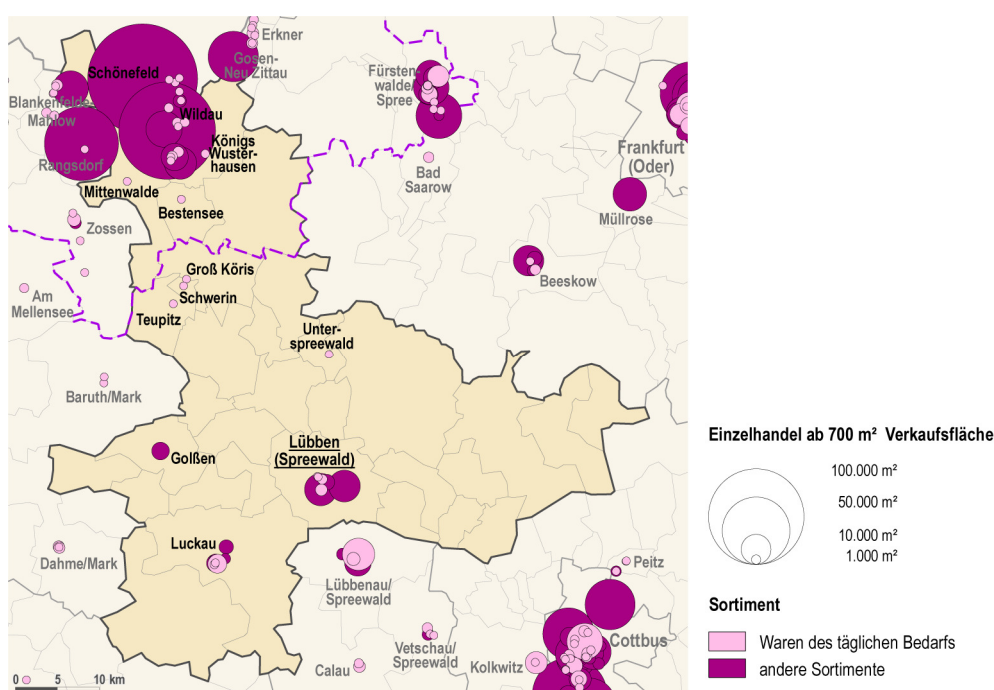 Erkner
Gosen-
Neu Zittau
Schönefeld
Fürsten-
walde/
Spree
Blankenfelde-
Mahlow
Wildau
Königs
Wuster-
hausen
Frankfurt
(Oder)
Rangsdorf
Bad
Saarow
Mittenwalde
Müllrose
Bestensee
Zossen
Groß Köris
Beeskow
Am
Mellensee
Schwerin
Teupitz
Unter-
spreewald
Baruth/Mark
Lübben
(Spreewald)
Golßen
Luckau
Dahme/Mark
Lübbenau/
Spreewald
Peitz
Vetschau/
Spreewald
Cottbus
Calau
Kolkwitz
0 5 10 km
Einzelhandel ab 700 m² Verkaufsfläche
100.000 m²
50.000 m²
10.000 m²
1.000 m²
Sortiment
Waren des täglichen Bedarfs
andere Sortimente